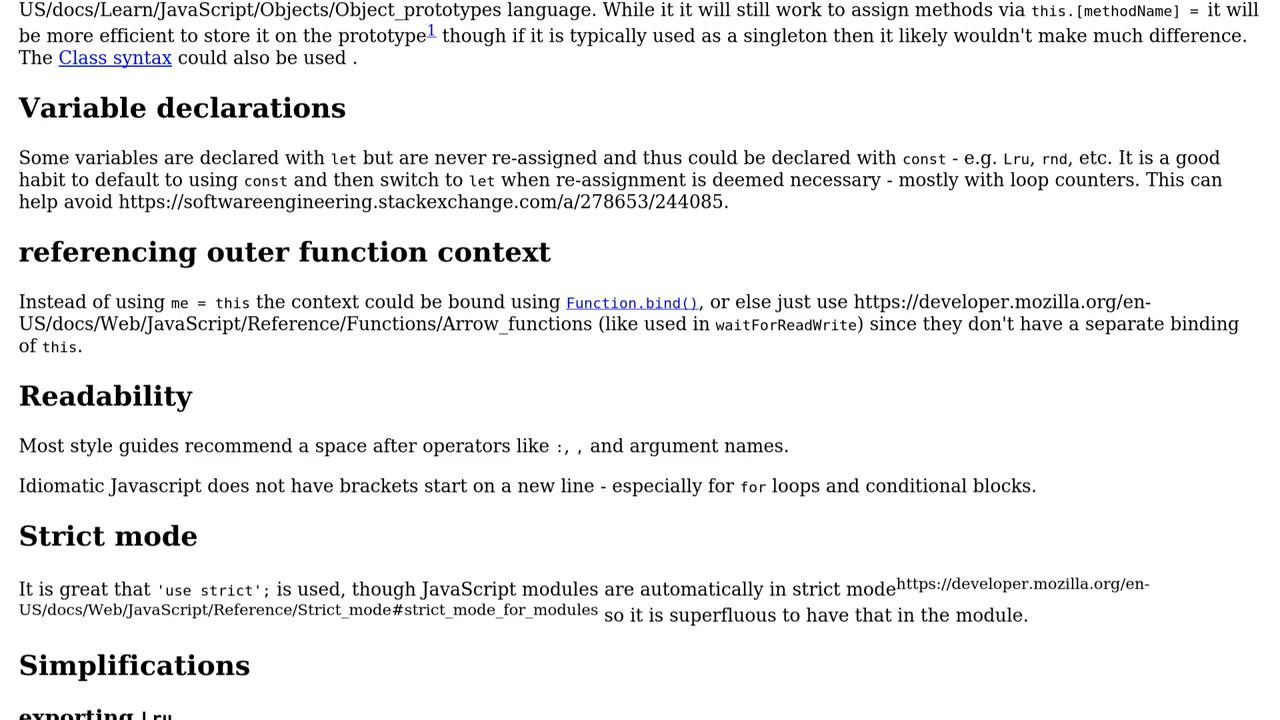 US/docs/Learn/JavaScript/Objects/Object_prototypes language. While it it will still work to assign methods via this.[methodName] = it will
be more efficient to store it on the prototype1 though if it is typically used as a singleton then it likely wouldn't make much difference.
The Class syntax could also be used .
Variable declarations
Some variables are declared with let but are never re-assigned and thus could be declared with const - e.g. Lru, rnd, etc. It is a good
habit to default to using const and then switch to let when re-assignment is deemed necessary - mostly with loop counters. This can
help avoid https://softwareengineering.stackexchange.com/a/278653/244085.
referencing outer function context
Instead of using me = this the context could be bound using Function.bind(), or else just use https://developer.mozilla.org/en-
US/docs/Web/JavaScript/Reference/Functions/Arrow_functions (like used in waitForReadWrite) since they don't have a separate binding
of this.
Readability
Most style guides recommend a space after operators like :, , and argument names.
Idiomatic Javascript does not have brackets start on a new line - especially for for loops and conditional blocks.
Strict mode
It is great that 'use strict'; is used, though JavaScript modules are automatically in strict modehttps://developer.mozilla.org/en-
US/docs/Web/JavaScript/Reference/Strict_mode#strict_mode_for_modules so it is superfluous to have that in the module.
Simplifications
exporting Lru